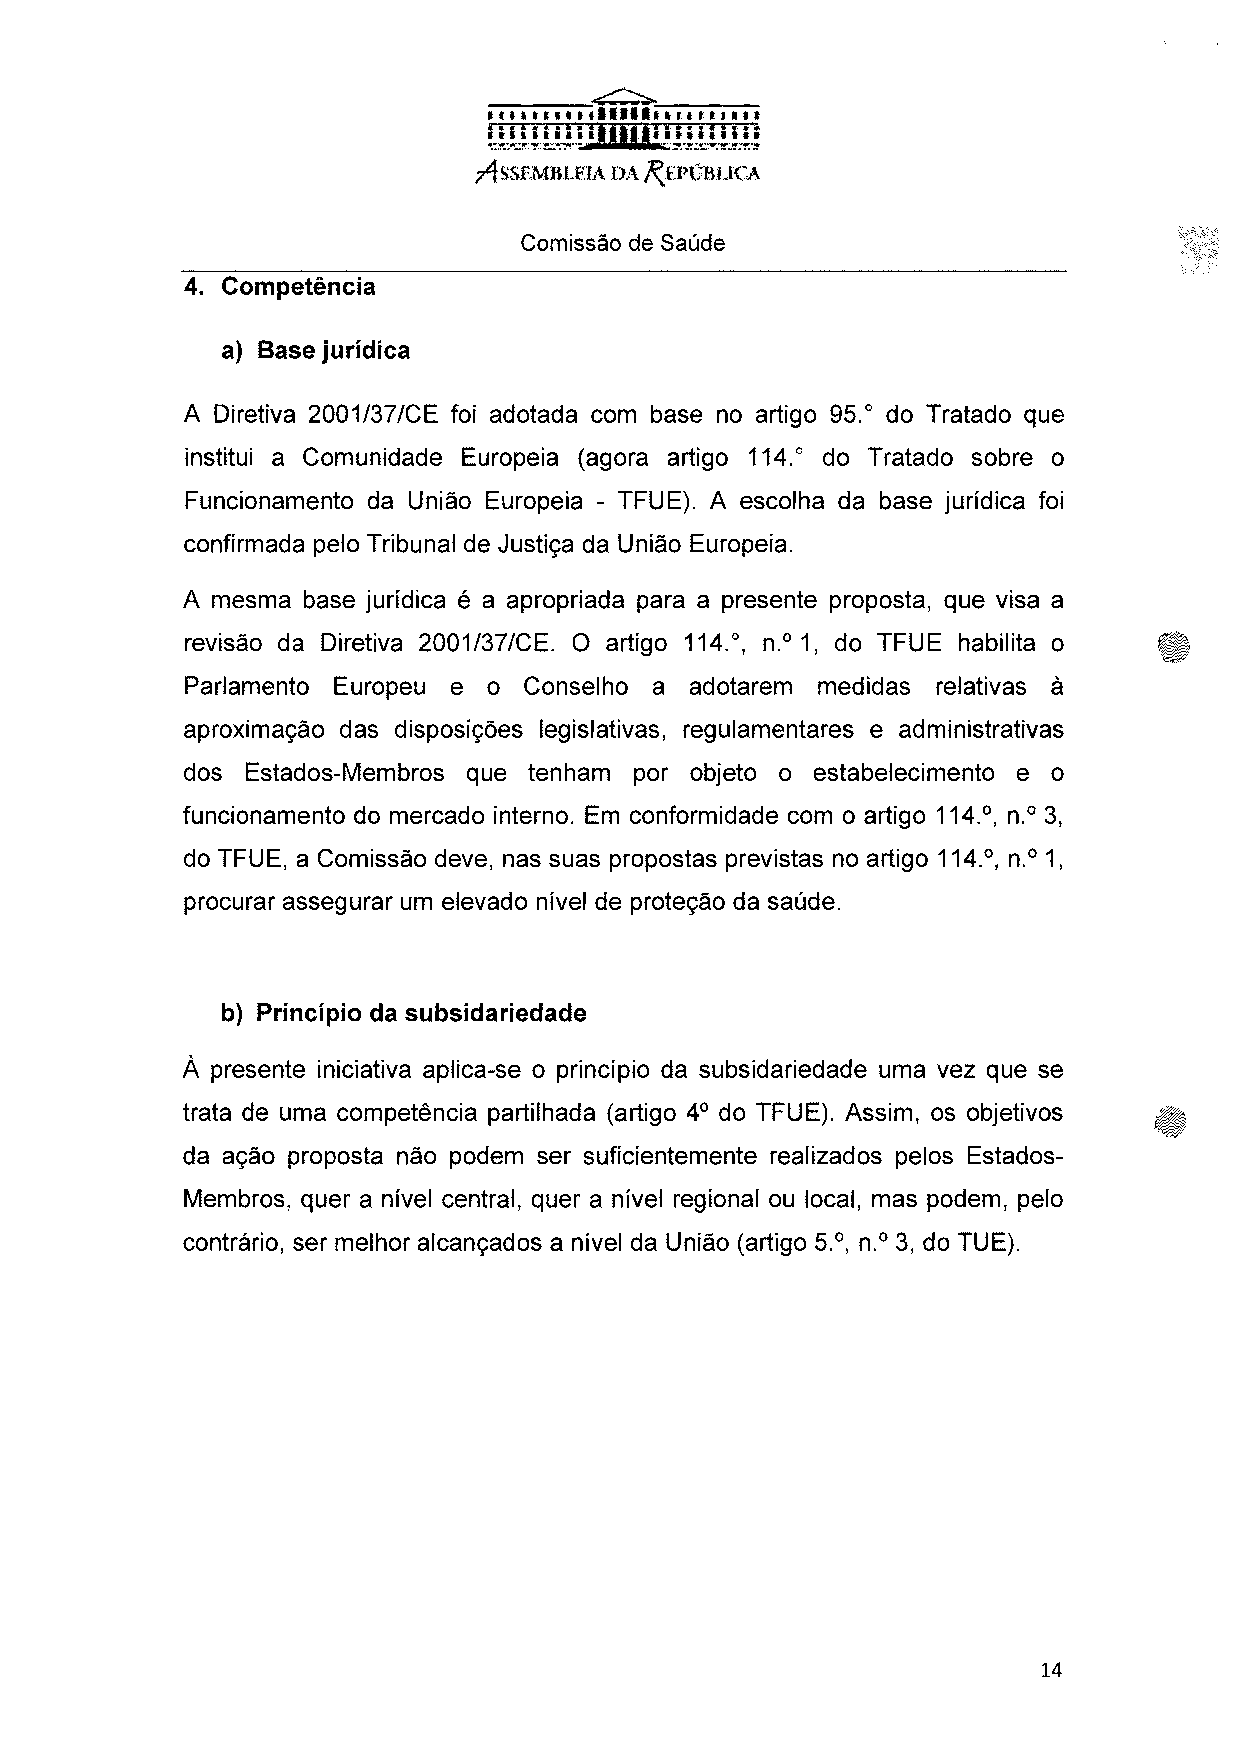 ASSEMBLEIA DA REPÚBLICA
Comissão de Saúde
4. Competência
a) Base jurídica
A Diretiva 2001/37/CE foi adotada com base no artigo 95.° do Tratado que
institui a Comunidade Europeia (agora artigo 114.° do Tratado sobre o
Funcionamento da União Europeia - TFUE). A escolha da base jurídica foi
confirmada pelo Tribunal de Justiça da União Europeia.
A mesma base jurídica é a apropriada para a presente proposta, que visa a
revisão da Diretiva 2001/37/CE. O artigo 114.°, n.º 1, do TFUE habilita o
Parlamento Europeu e o Conselho a adotarem medidas relativas à
aproximação das disposições legislativas, regulamentares e administrativas
dos Estados-Membros que tenham por objeto o estabelecimento e o
funcionamento do mercado interno. Em conformidade com o artigo 114.º, n.º 3,
do TFUE, a Comissão deve, nas suas propostas previstas no artigo 114.º, n.º 1,
procurar assegurar um elevado nível de proteção da saúde.
b) Princípio da subsidariedade
À presente iniciativa aplica-se o princípio da subsidariedade uma vez que se
trata de uma competência partilhada (artigo 4º do TFUE). Assim, os objetivos
da ação proposta não podem ser suficientemente realizados pelos Estados-
Membros, quer a nível central, quer a nível regional ou local, mas podem, pelo
contrário, ser melhor alcançados a nivel da União (artigo 5.º, n.º 3, do TUE).
14